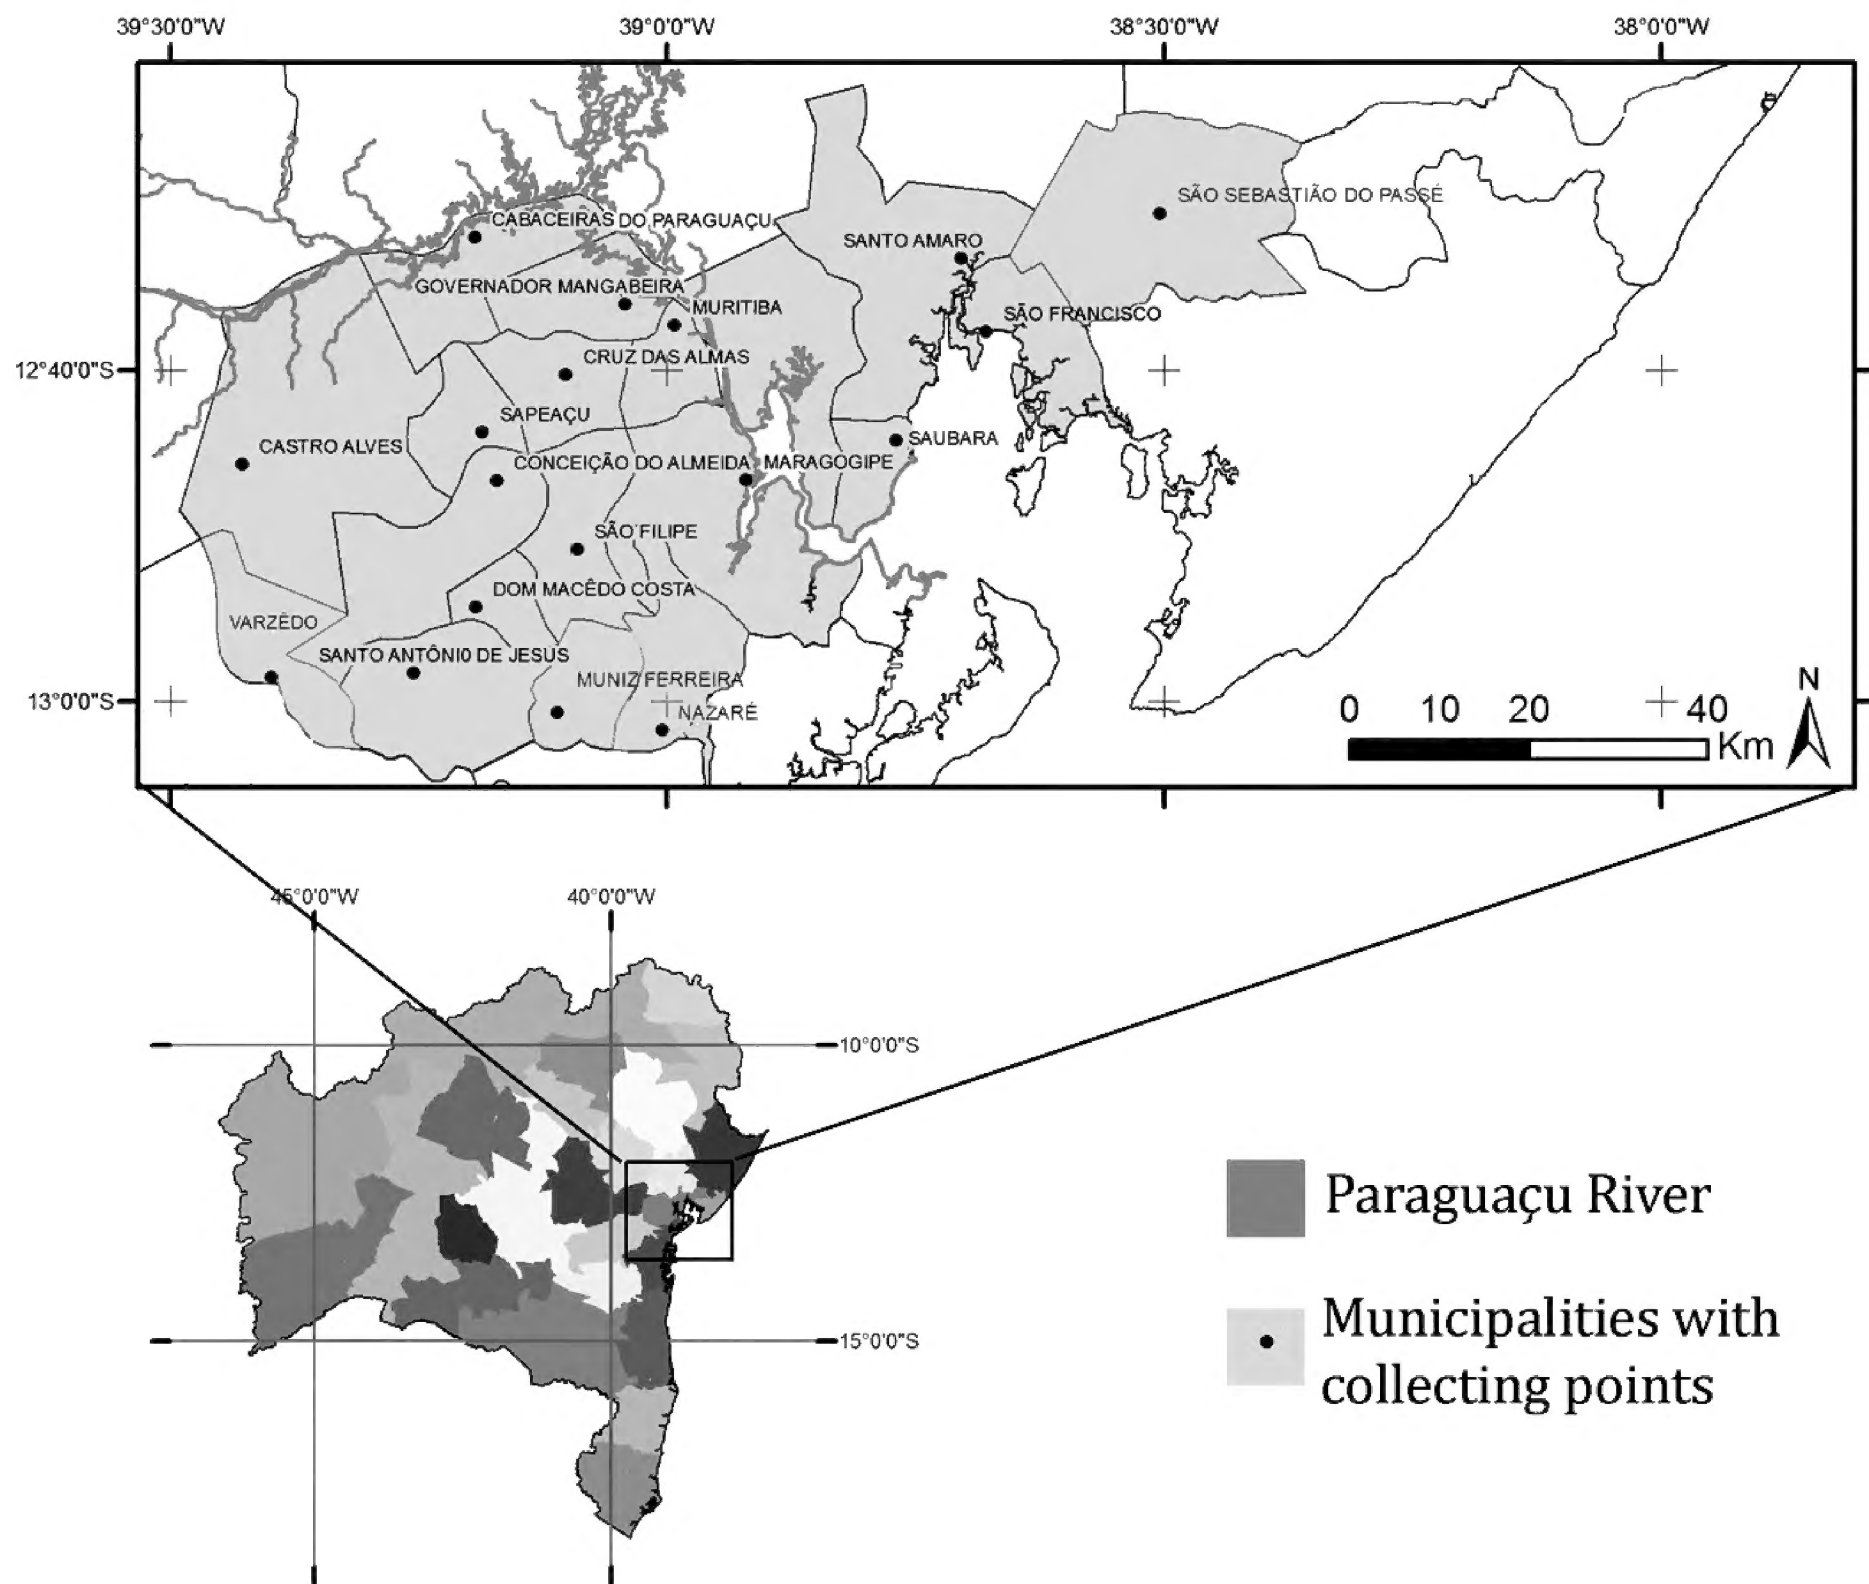 39°30'0"W 39°0'0"W 38°30'0"W 38°0'0"W
SÃO SEBASTIÃO DO PASSÉ
CABACEIRAS DO PARAGUAÇU
SANTO AMARO
GOVERNADOR MANGABEIRA
MURITIBA
SÃO FRANCISCO
CRUZ DAS ALMAS
12°40'0"S
SAPEAÇU
CASTRO ALVES
SAUBARA
CONCEIÇÃO DO ALMEIDA
MARAGOGIPE
SÃO FILIPE
DOM MACÊDO COSTA
VARZÊDO
SANTO ANTÔNI0 DE JESUS
MUNIZ FERREIRA
NAZARÉ
13°0'0"S
N
0 10 20 40
Km
45°0'0"W 40°0'0"W
10°0'0"S
15°0'0"S
Paraguaçu River
Municipalities with
collecting points